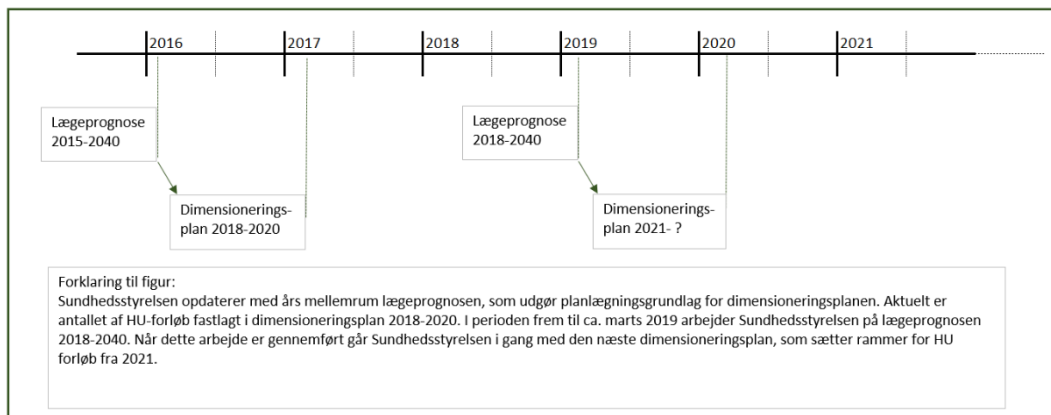 2016
2017
2018
2019
2020
2021
Lægeprognose
2015-2040
Lægeprognose
2018-2040
Dimensionerings-
plan 2018-2020
Dimensionerings-
plan 2021- ?
Forklaring til figur:
Sundhedsstyrelsen opdaterer med års mellemrum lægeprognosen, som udgør planlægningsgrundlag for dimensioneringsplanen. Aktuelt er
antallet af HU-forløb fastlagt i dimensioneringsplan 2018-2020. I perioden frem til ca. marts 2019 arbejder Sundhedsstyrelsen på lægeprognosen
2018-2040. Når dette arbejde er gennemført går Sundhedsstyrelsen i gang med den næste dimensioneringsplan, som sætter rammer for HU
forløb fra 2021.